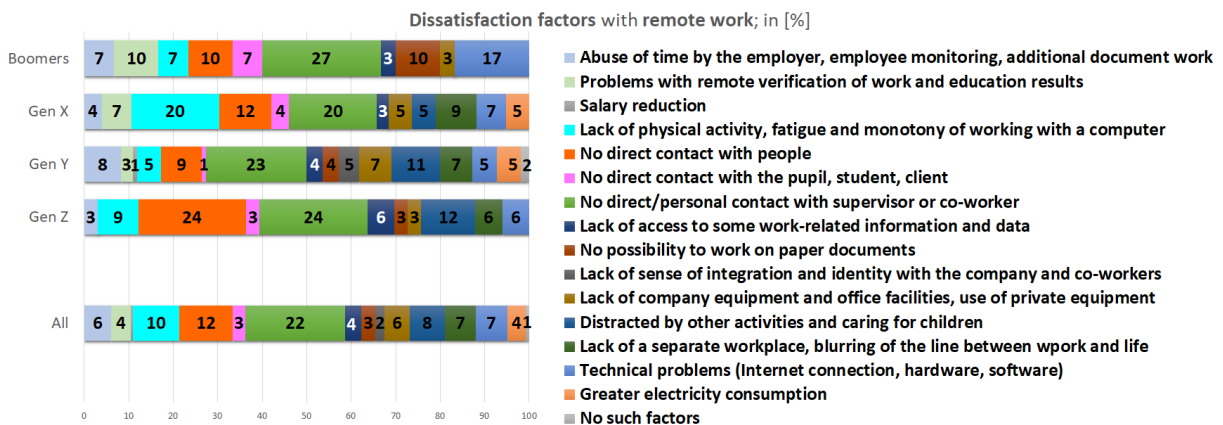 Dissatisfaction factors with remote work; in [%]
Boomers 7 10 7 10 7 27 3 10 3 17
Gen X 4 7 20 12 4 20 3 5 5 9 7 5
Gen Y 8 3 1 5 9 1 23 4 4 5 7 11 7 5 5 2
Gen Z 3 9 24 3 24 6 3 3 12 6 6
All 6 4 10 12 3 22 4 3 2 6 8 7 7 4 1
0 10 20 30 40 50 60 70 80 90 100
Abuse of time by the employer, employee monitoring, additional document work
Problems with remote verification of work and education results
Salary reduction
Lack of physical activity, fatigue and monotony of working with a computer
No direct contact with people
No direct contact with the pupil, student, client
No direct/personal contact with supervisor or co-worker
Lack of access to some work-related information and data
No possibility to work on paper documents
Lack of sense of integration and identity with the company and co-workers
Lack of company equipment and office facilities, use of private equipment
Distracted by other activities and caring for children
Lack of a separate workplace, blurring of the line between wpork and life
Technical problems (Internet connection, hardware, software)
Greater electricity consumption
No such factors